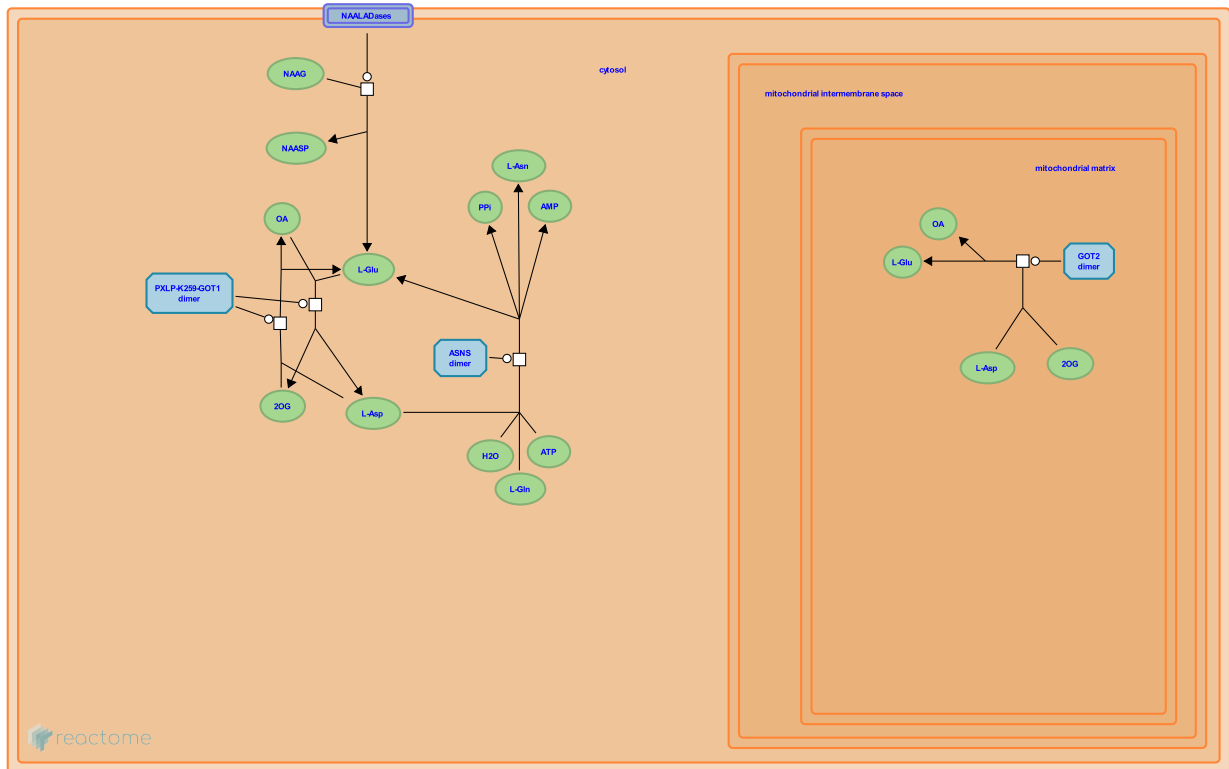 NAALADases
cytosol
NAAG
mitochondrial intermembrane space
NAASP
L-Asn
mitochondrial matrix
PPi
AMP
OA
OA
L-Glu
L-Glu
GOT2
dimer
PXLP-K259-GOT1
dimer
ASNS
dimer
L-Asp
2OG
2OG
L-Asp
H2O
ATP
L-Gln
reactome